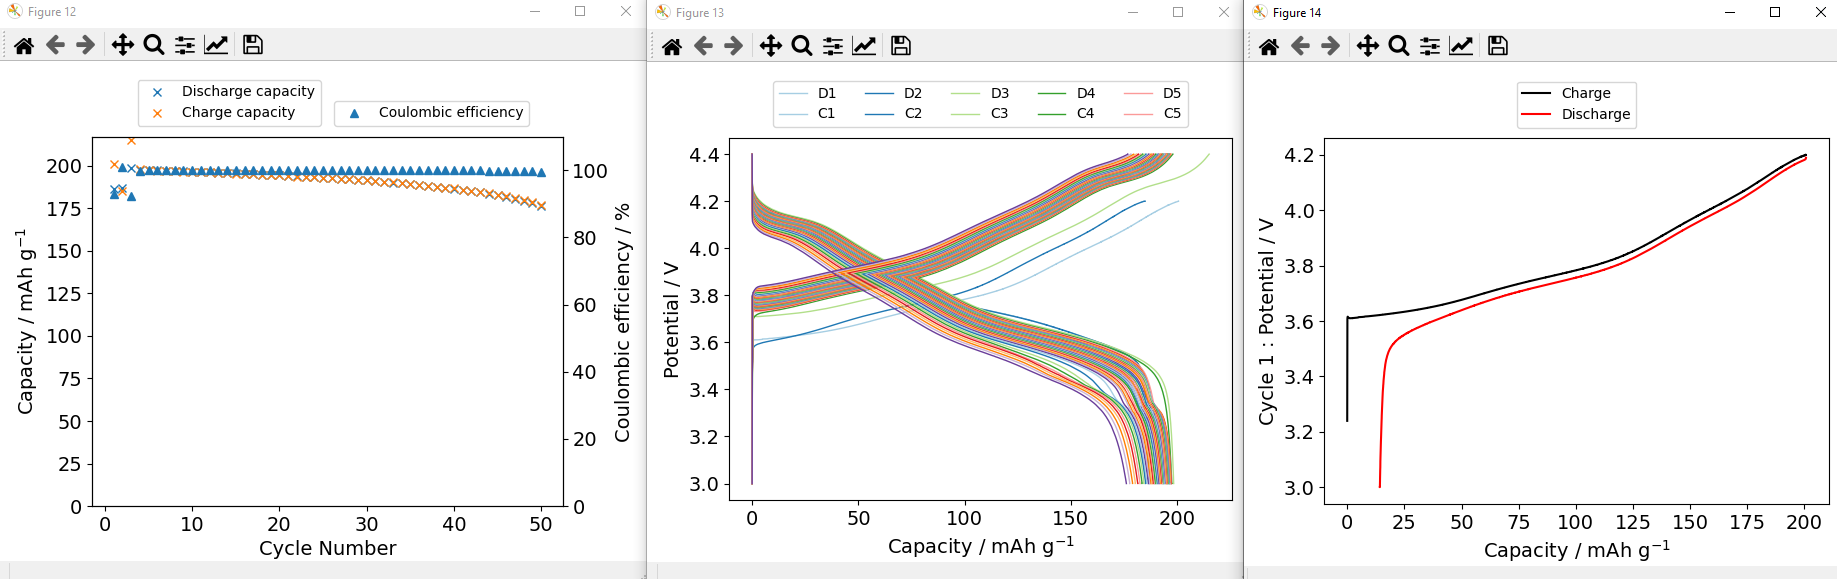 Figure 12
Discharge capacity
Charge capacity
Coulombic efficiency
200
175
150
125
100
75
50
25
0
Capacity / mAh g⁻¹
100
80
60
40
20
0
Coulombic efficiency / %
0 10 20 30 40 50
Cycle Number
Figure 13
D1 D2 D3 D4 D5
C1 C2 C3 C4 C5
4.4
4.2
4.0
3.8
3.6
3.4
3.2
3.0
Potential / V
0 50 100 150 200
Capacity / mAh g⁻¹
Figure 14
Charge
Discharge
4.2
4.0
3.8
3.6
3.4
3.2
3.0
Cycle 1 : Potential / V
0 25 50 75 100 125 150 175 200
Capacity / mAh g⁻¹